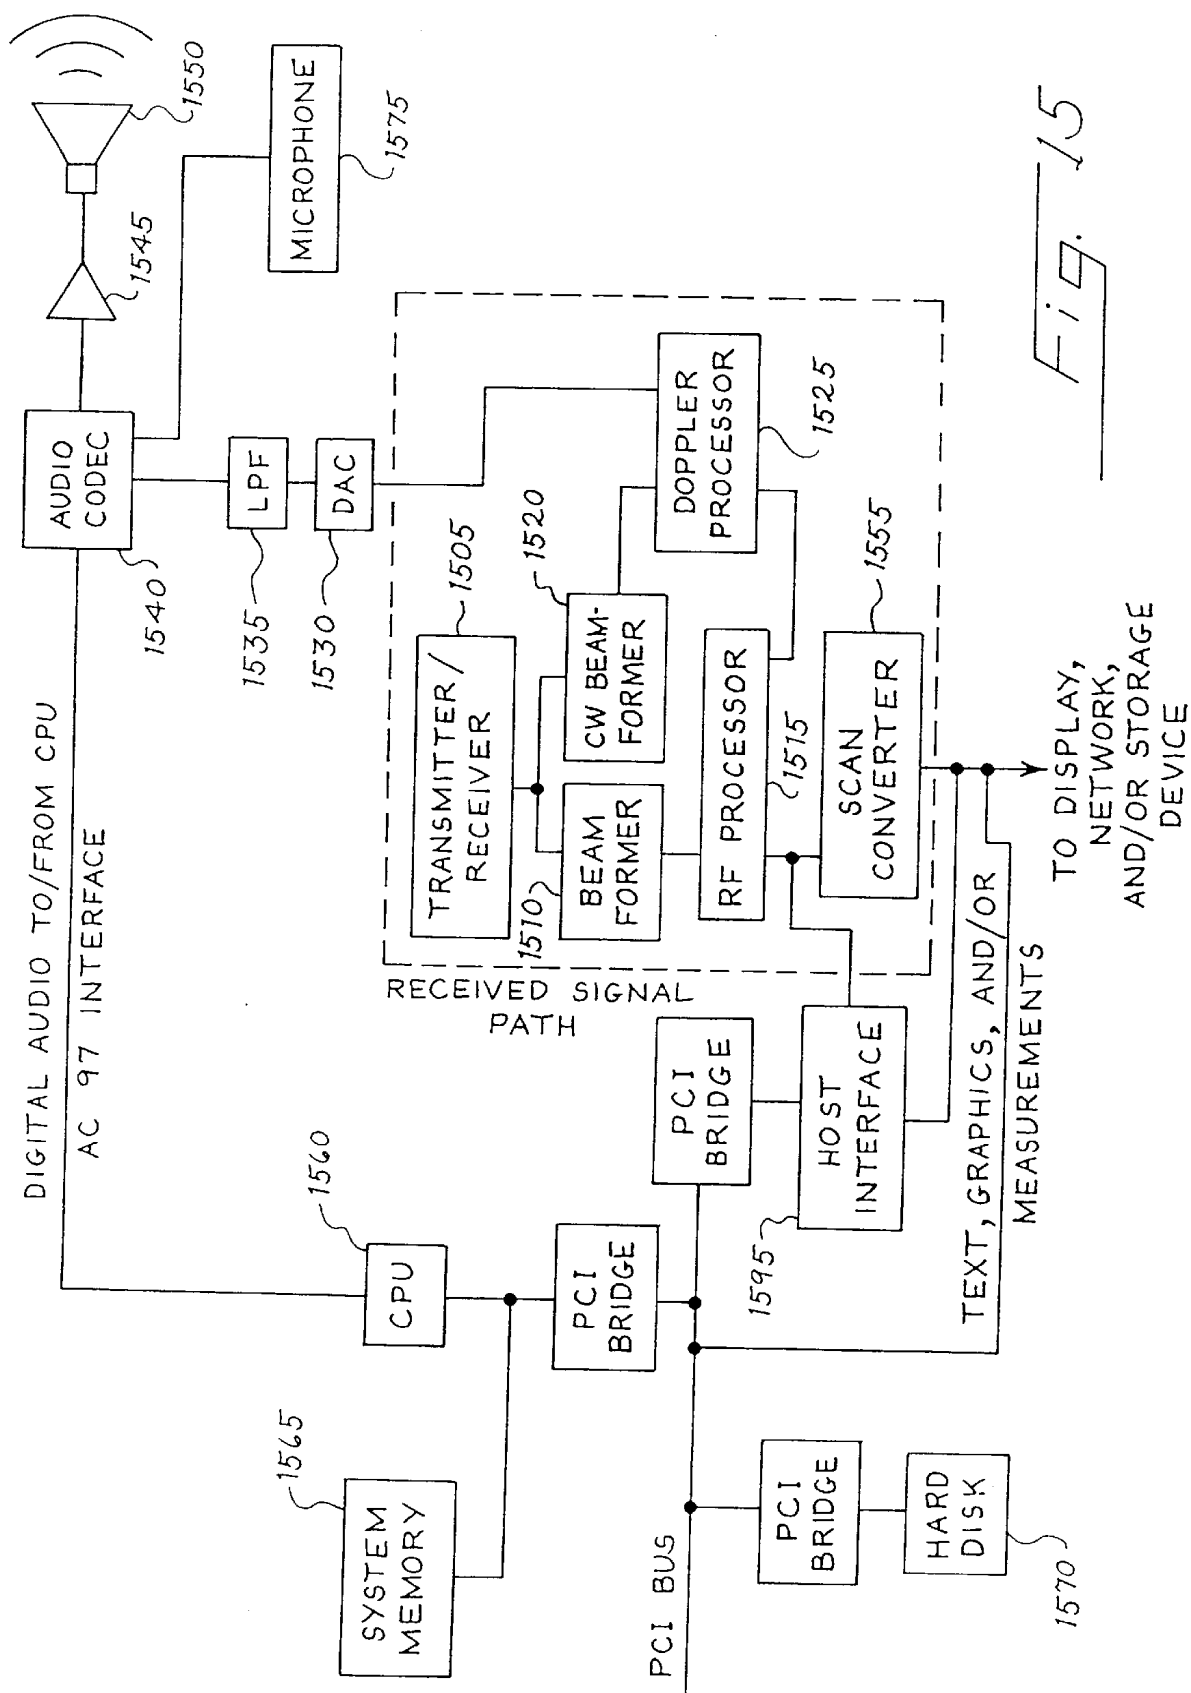 DIGITAL AUDIO TO/FROM CPU
AC 97 INTERFACE
AUDIO
CODEC
1540
1545
1550
MICROPHONE
1575
LPF
1535
DAC
1530
SYSTEM
MEMORY
1565
CPU
1560
PCI
BRIDGE
PCI BUS
PCI
BRIDGE
HARD
DISK
1570
PCI
BRIDGE
HOST
INTERFACE
1595
TEXT, GRAPHICS, AND/OR
MEASUREMENTS
RECEIVED SIGNAL
PATH
TRANSMITTER/
RECEIVER
1505
BEAM
FORMER
1510
CW BEAM-
FORMER
1520
DOPPLER
PROCESSOR
1525
RF PROCESSOR
1515
SCAN
CONVERTER
1555
TO DISPLAY,
NETWORK,
AND/OR STORAGE
DEVICE
Fig. 15